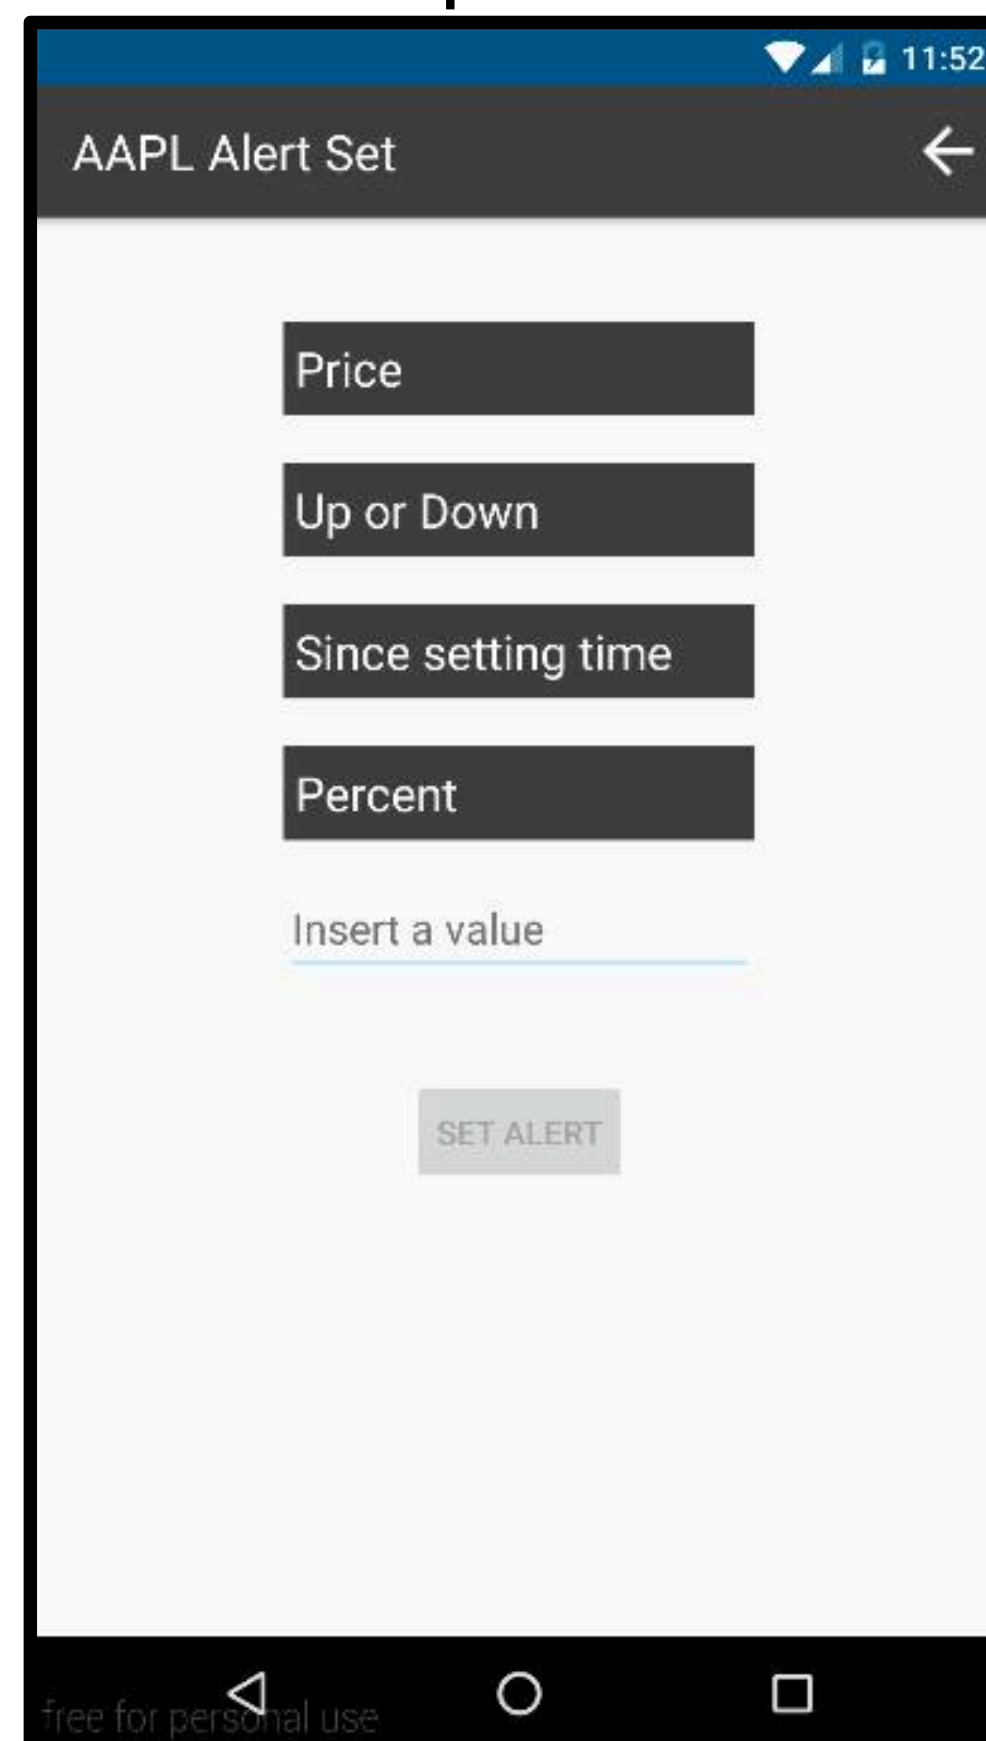 11:52
AAPL Alert Set
Price
Up or Down
Since setting time
Percent
Insert a value
SET ALERT
free for personal use